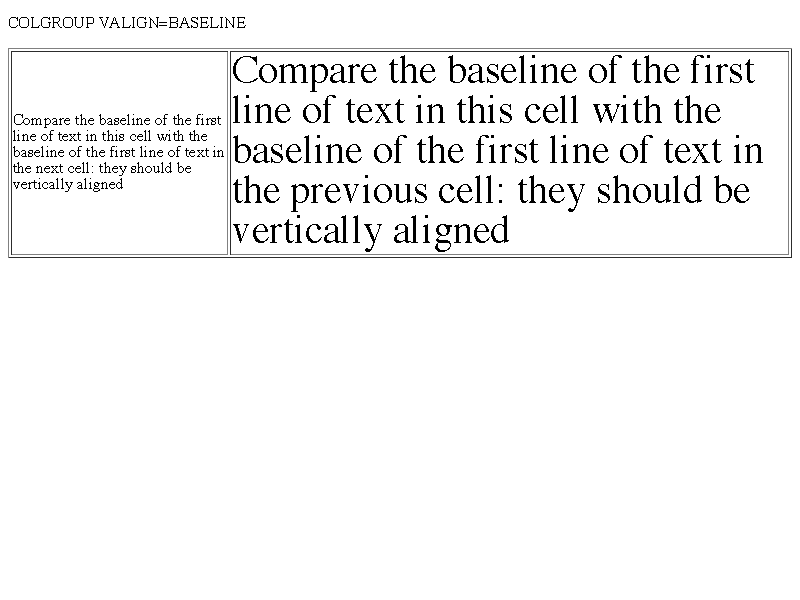 COLGROUP VALIGN=BASELINE
Compare the baseline of the first
line of text in this cell with the
baseline of the first line of text in
the next cell: they should be
vertically aligned
Compare the baseline of the first
line of text in this cell with the
baseline of the first line of text in
the previous cell: they should be
vertically aligned